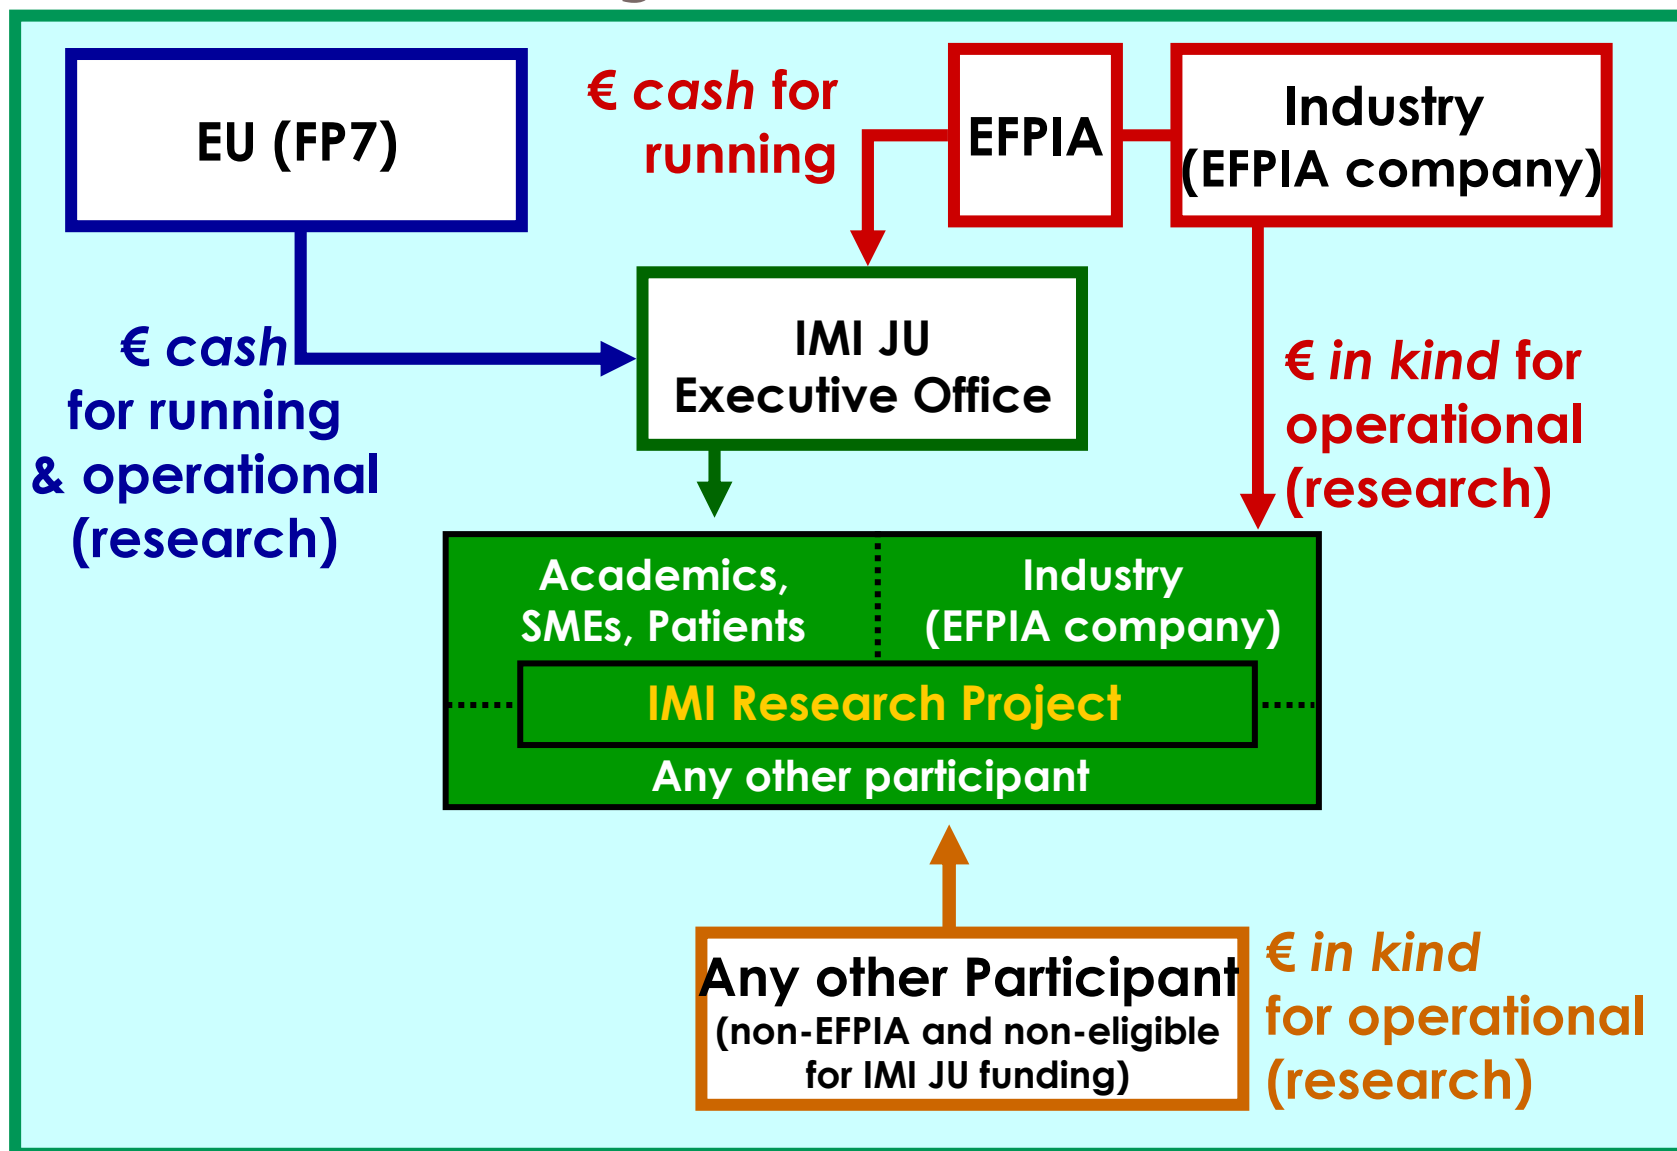 EU (FP7)
€ cash for
running
EFPIA
Industry
(EFPIA company)
€ cash
for running
& operational
(research)
IMI JU
Executive Office
€ in kind for
operational
(research)
Academics,
SMEs, Patients
Industry
(EFPIA company)
IMI Research Project
Any other participant
Any other Participant
(non-EFPIA and non-eligible
for IMI JU funding)
€ in kind
for operational
(research)